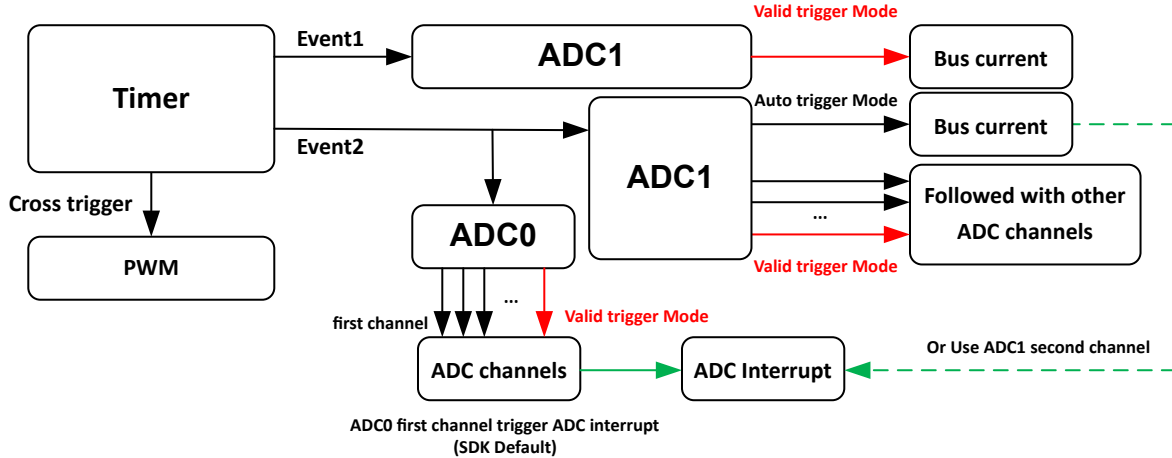 Timer
Event1
Event2
Cross trigger
PWM
ADC1
Valid trigger Mode
Bus current
Auto trigger Mode
Bus current
ADC1
...
Followed with other
ADC channels
Valid trigger Mode
ADC0
...
first channel
Valid trigger Mode
ADC channels
ADC Interrupt
Or Use ADC1 second channel
ADC0 first channel trigger ADC interrupt
(SDK Default)